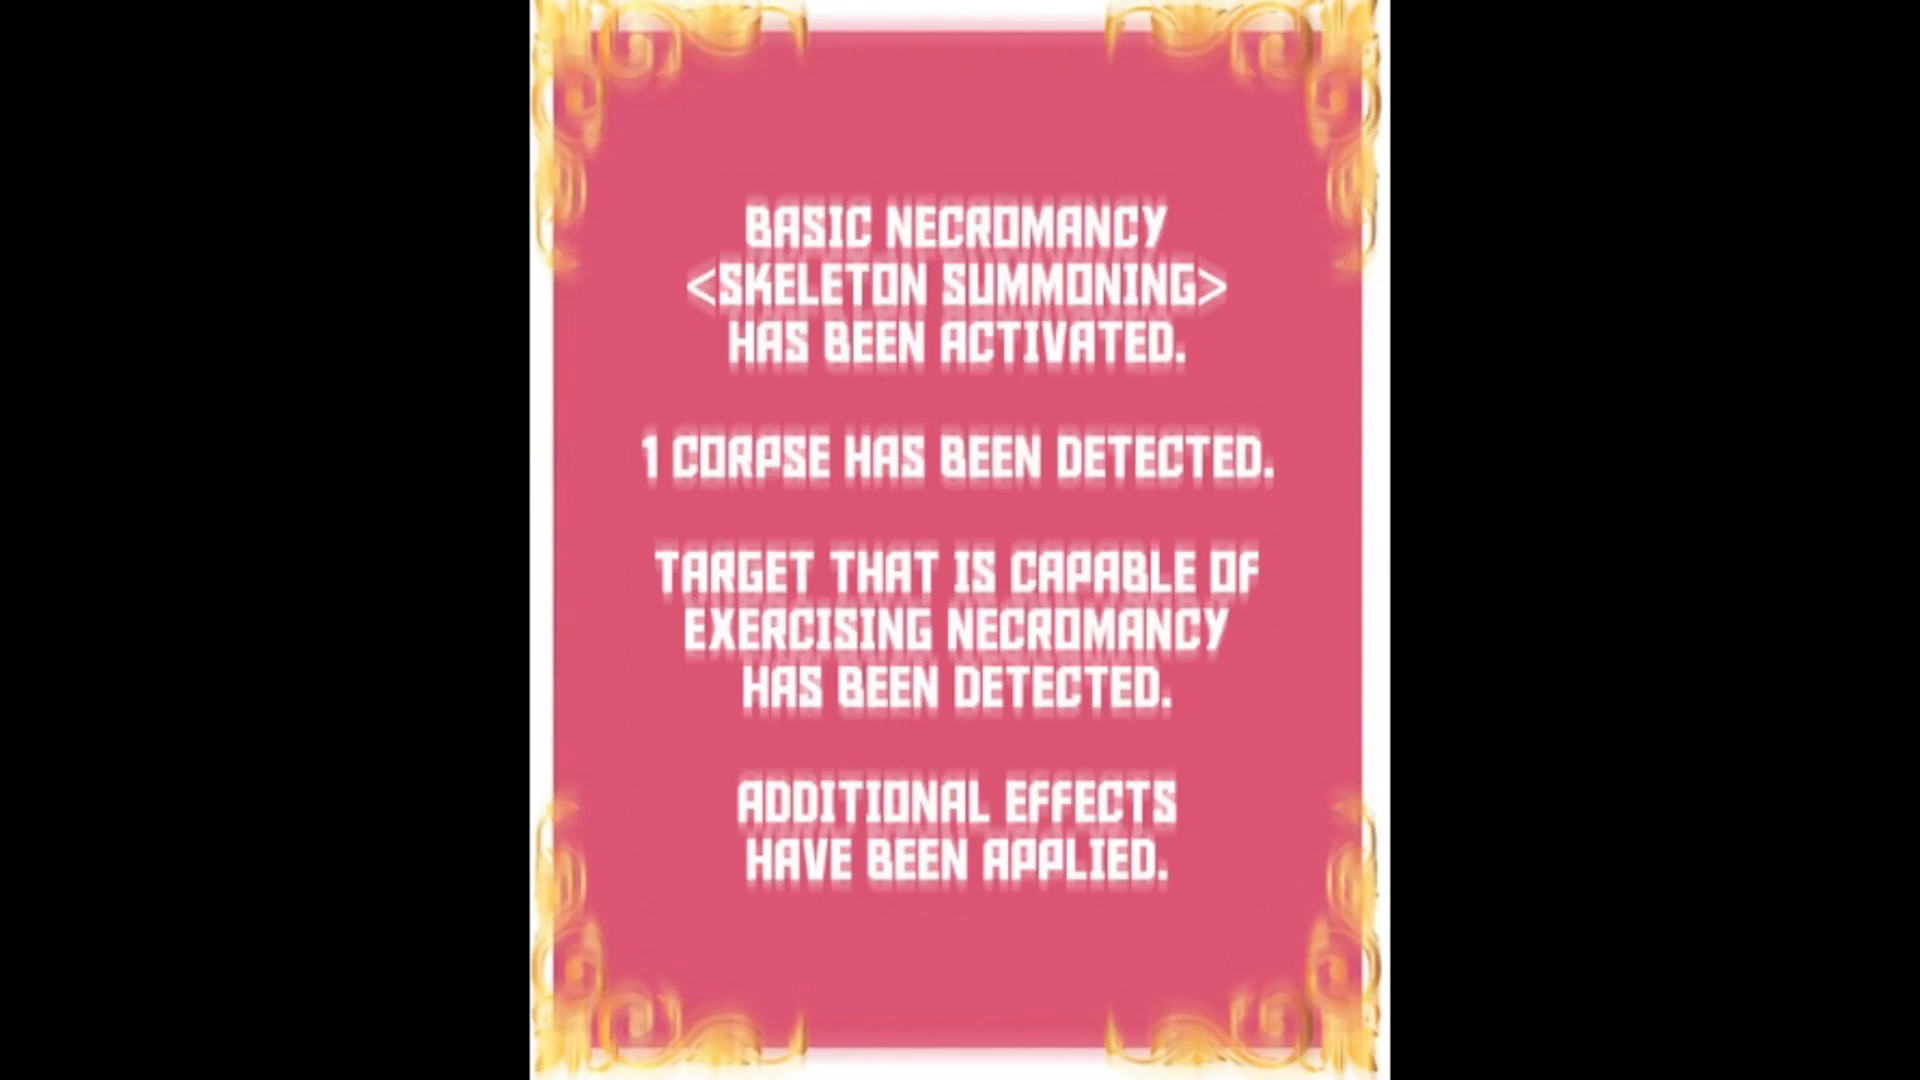 BASIC NECROMANCY
<SKELETON SUMMONING>
HAS BEEN ACTIVATED.
1 CORPSE HAS BEEN DETECTED.
TARGET THAT IS CAPABLE OF
EXERCISING NECROMANCY
HAS BEEN DETECTED.
ADDITIONAL EFFECTS
HAVE BEEN APPLIED.